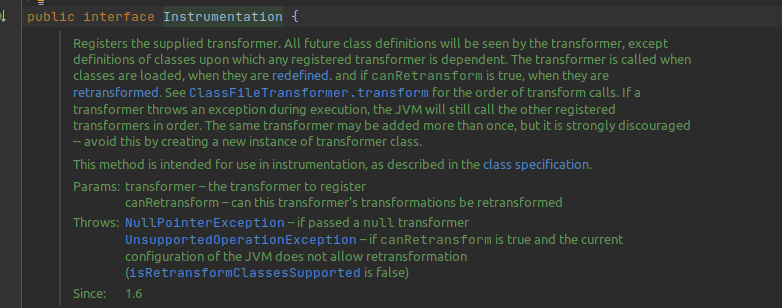 public interface Instrumentation {
Registers the supplied transformer. All future class definitions will be seen by the transformer, except
definitions of classes upon which any registered transformer is dependent. The transformer is called when
classes are loaded, when they are redefined. and if canRetransform is true, when they are
retransformed. See ClassFileTransformer.transform for the order of transform calls. If a
transformer throws an exception during execution, the JVM will still call the other registered
transformers in order. The same transformer may be added more than once, but it is strongly discouraged
-- avoid this by creating a new instance of transformer class.
This method is intended for use in instrumentation, as described in the class specification.
Params: transformer – the transformer to register
canRetransform – can this transformer's transformations be retransformed
Throws: NullPointerException – if passed a null transformer
UnsupportedOperationException – if canRetransform is true and the current
configuration of the JVM does not allow retransformation
(isRetransformClassesSupported is false)
Since: 1.6